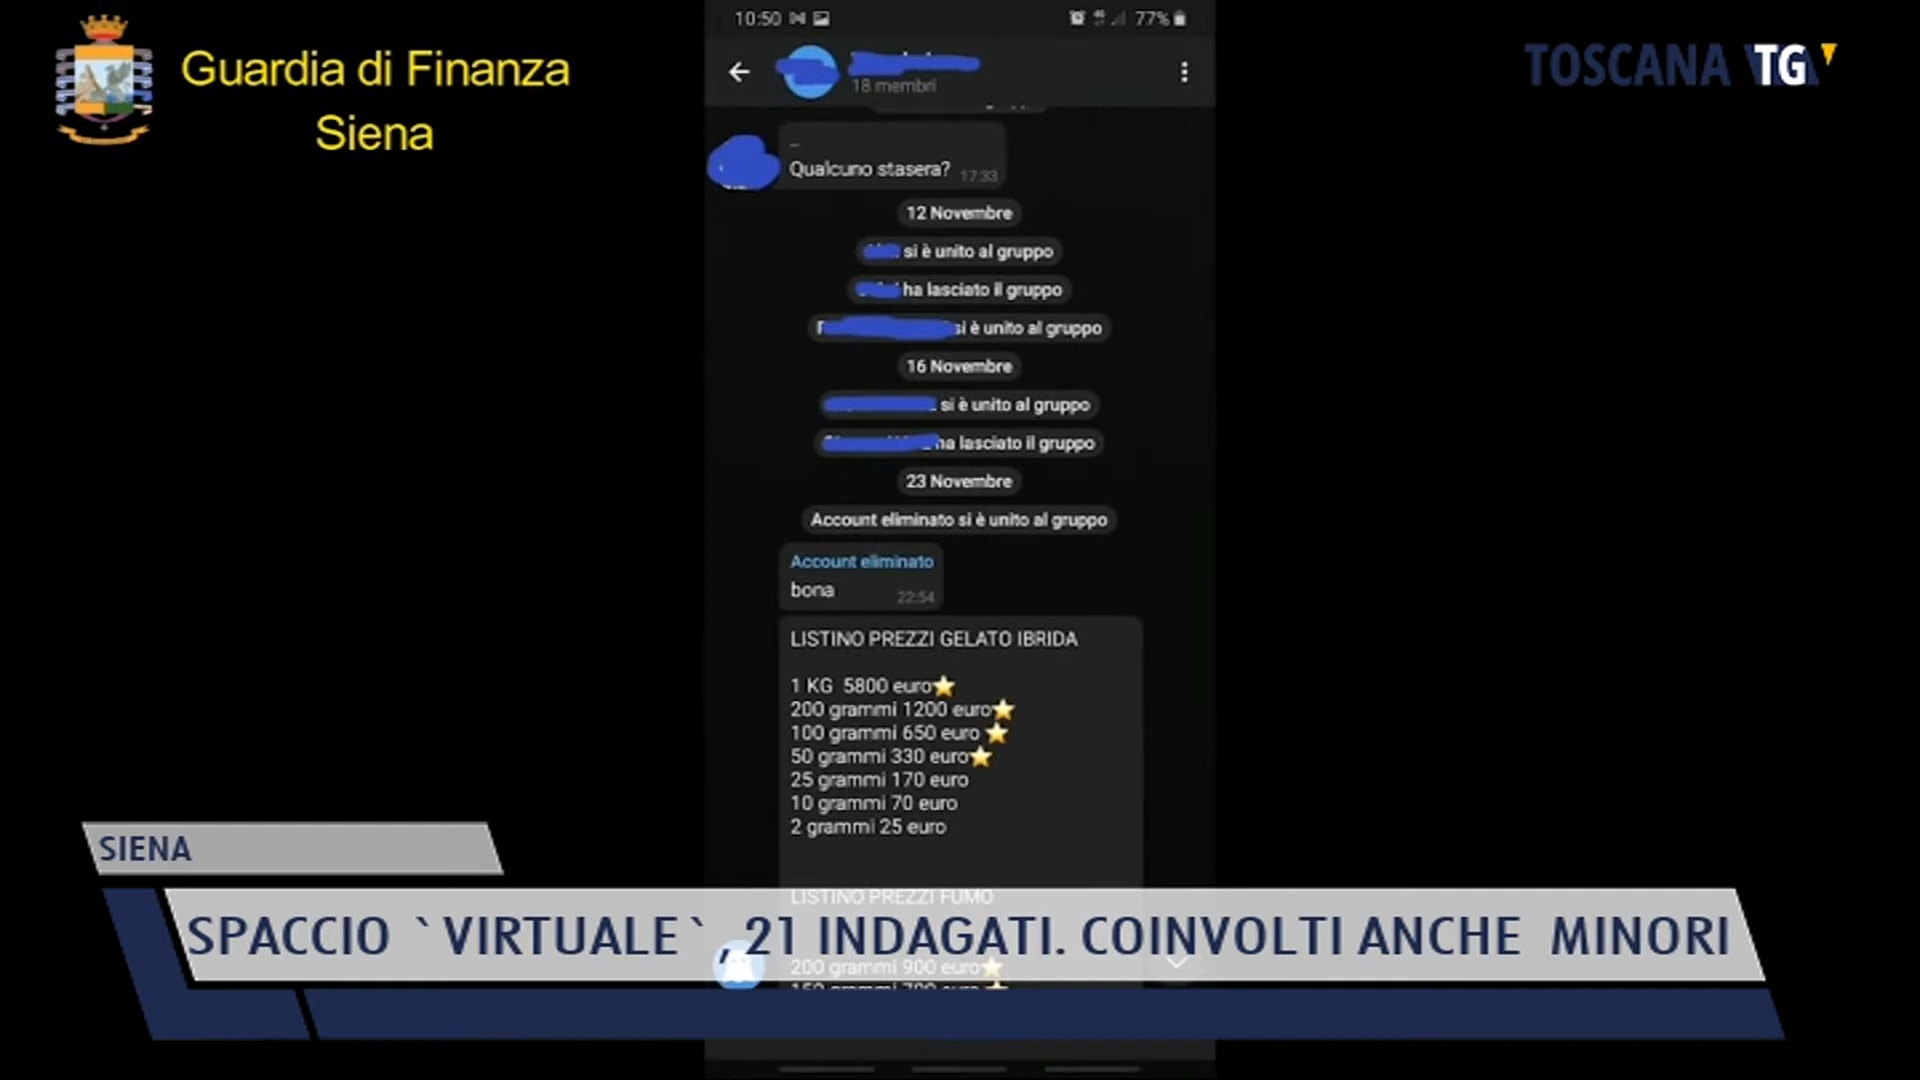 Guardia di Finanza
Siena
TOSCANA TG
10:50
77%
18 membri
Qualcuno stasera? 17:33
12 Novembre
si è unito al gruppo
ha lasciato il gruppo
si è unito al gruppo
16 Novembre
si è unito al gruppo
ha lasciato il gruppo
23 Novembre
Account eliminato si è unito al gruppo
Account eliminato
bona 22:54
LISTINO PREZZI GELATO IBRIDA
1 KG 5800 euro⭐
200 grammi 1200 euro⭐
100 grammi 650 euro ⭐
50 grammi 330 euro⭐
25 grammi 170 euro
10 grammi 70 euro
2 grammi 25 euro
LISTINO PREZZI FUMO
200 grammi 900 euro⭐
SIENA
SPACCIO `VIRTUALE`, 21 INDAGATI. COINVOLTI ANCHE MINORI